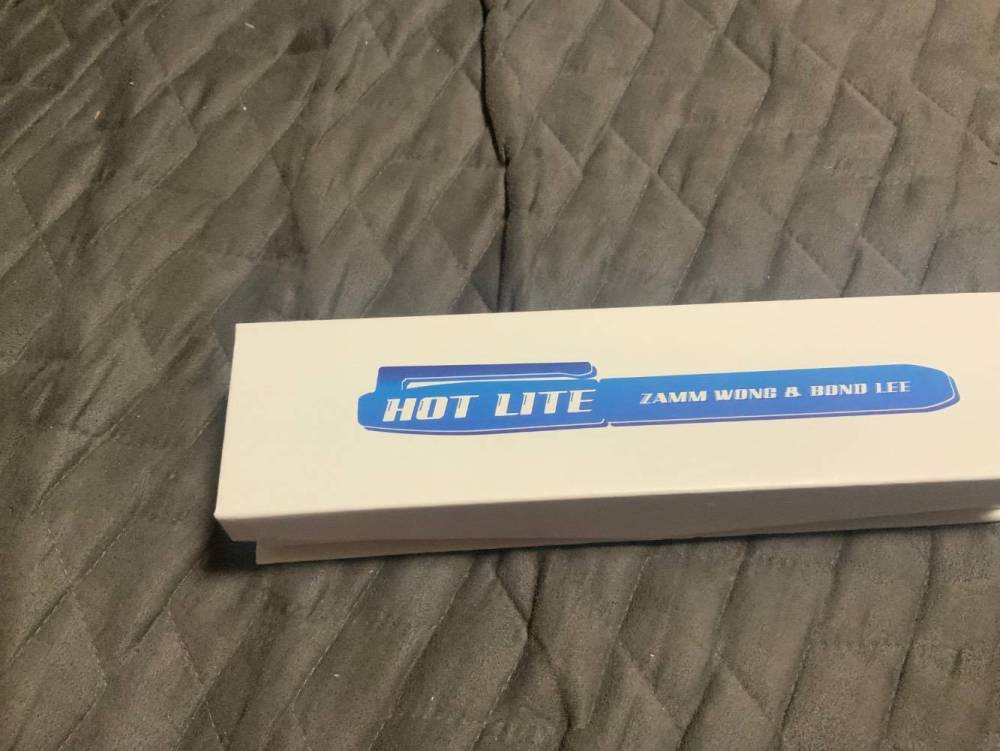 HOT LITE ZAMM WONG & BOND LEE